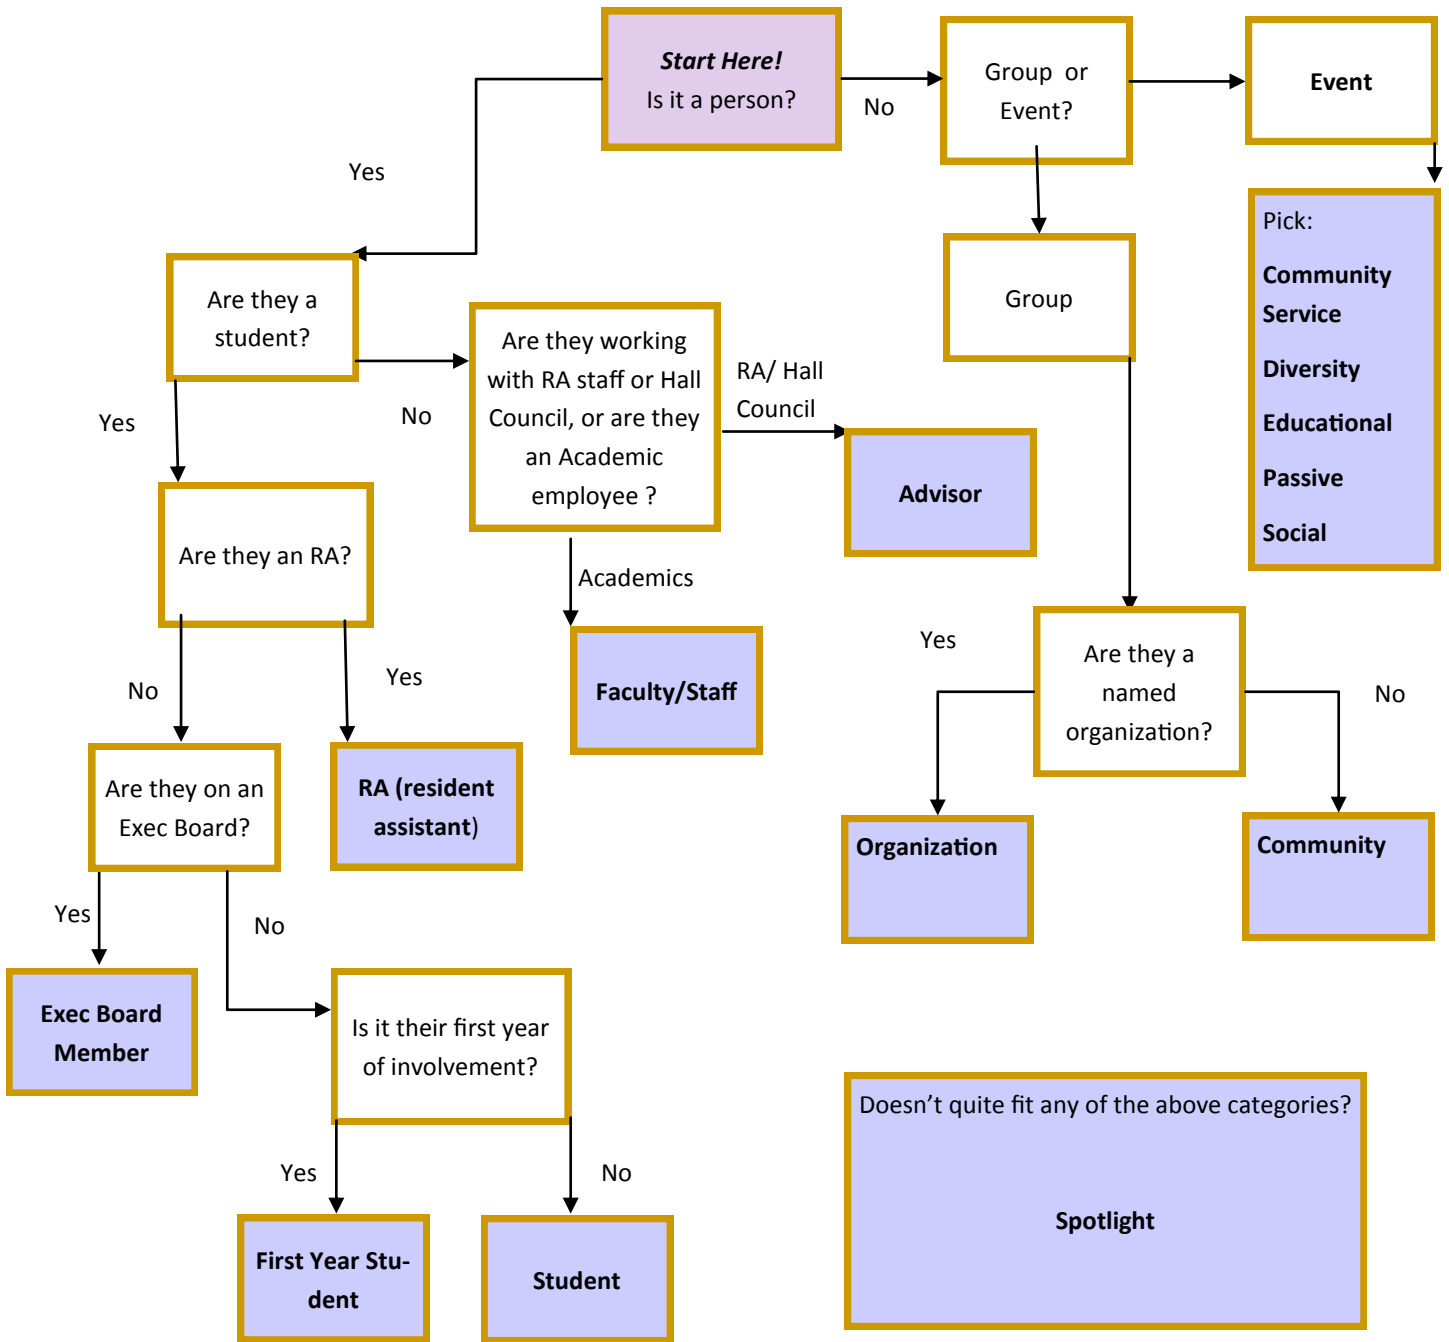 Start Here!
Is it a person?
No
Group or
Event?
Event
Yes
Pick:
Community
Service
Diversity
Educational
Passive
Social
Group
Are they a
student?
Are they working
with RA staff or Hall
Council, or are they
an Academic
employee ?
RA/ Hall
Council
Advisor
Yes
No
Are they an RA?
Academics
Faculty/Staff
Yes
Are they a
named
organization?
No
No
Yes
Are they on an
Exec Board?
RA (resident
assistant)
Organization
Community
Yes
No
Exec Board
Member
Is it their first year
of involvement?
Doesn’t quite fit any of the above categories?
Spotlight
Yes
No
First Year Stu-
dent
Student